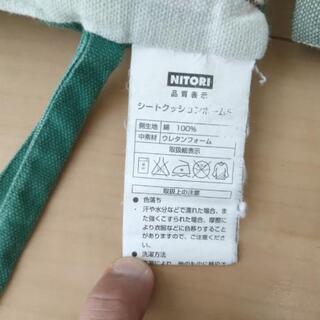 NITORI
品質表示
シートクッション
側生地 綿 100%
中素材 ウレタンフォーム
取扱絵表示
取扱上の注意
●色落ち
汗や水分などで濡れた場合、ま
た強くこすられた場合、摩擦によ
り衣服などに色移りすること
がありますので、ご注意くだ
さい。
●洗濯方法